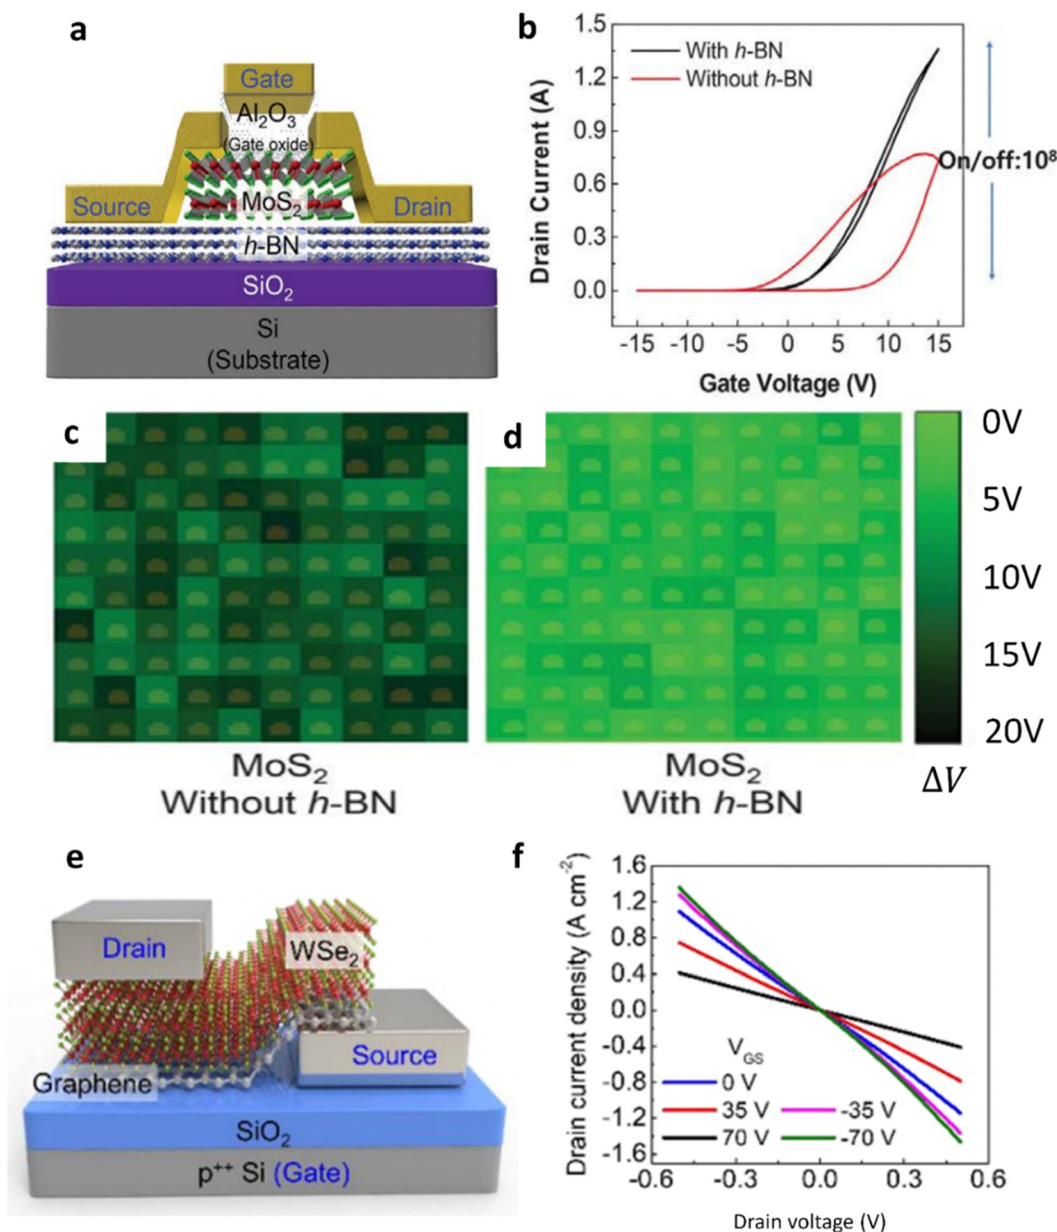 a
Gate
Al₂O₃
(Gate oxide)
Source
MoS₂
Drain
h-BN
SiO₂
Si
(Substrate)
b
1.5
1.2
0.9
0.6
0.3
0.0
Drain Current (A)
With h-BN
Without h-BN
On/off:10⁸
-15
-10
-5
0
5
10
15
Gate Voltage (V)
c
MoS₂
Without h-BN
d
MoS₂
With h-BN
0V
5V
10V
15V
20V
ΔV
e
Drain
WSe₂
Source
Graphene
SiO₂
p⁺⁺ Si (Gate)
f
Drain current density (A cm⁻²)
1.6
1.2
0.8
0.4
0.0
-0.4
-0.8
-1.2
-1.6
V_GS
0 V
35 V
-35 V
70 V
-70 V
-0.6
-0.3
0.0
0.3
0.6
Drain voltage (V)